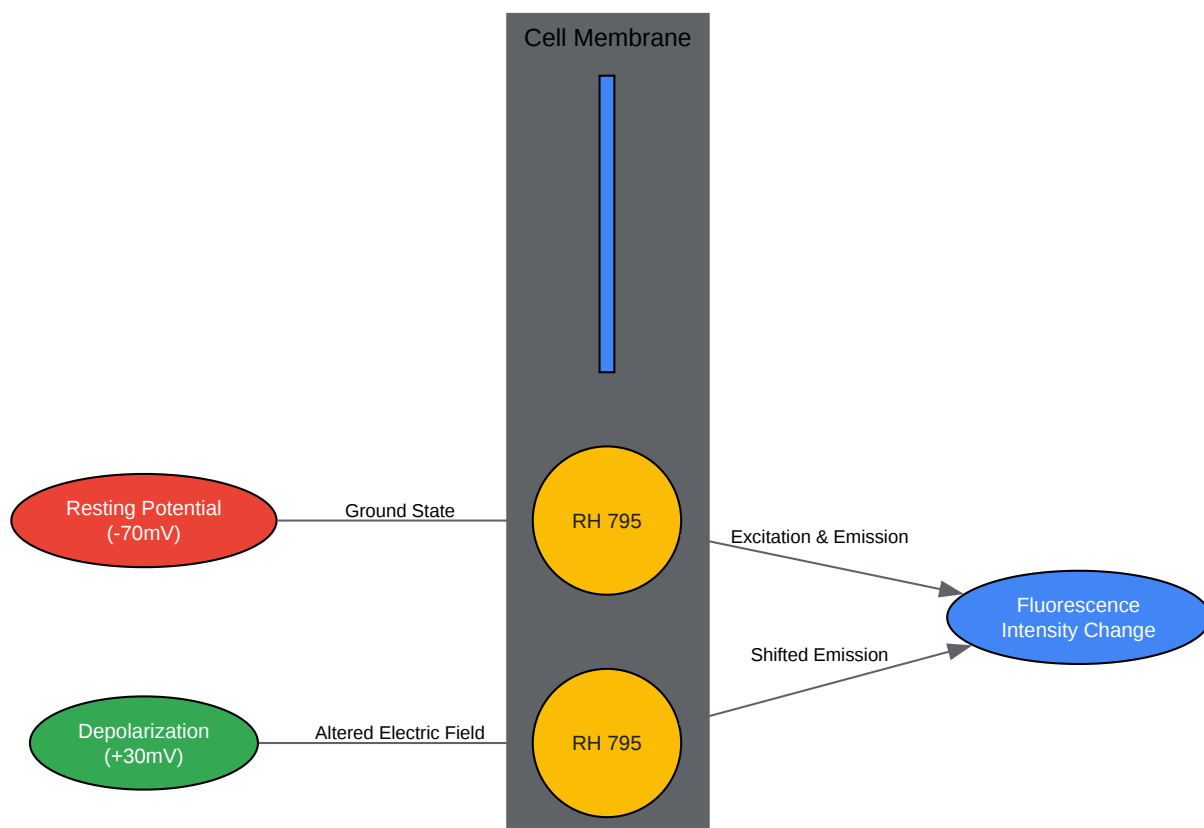 Cell Membrane
Resting Potential
(-70mV)
Ground State
RH 795
Excitation & Emission
Fluorescence
Intensity Change
Shifted Emission
Depolarization
(+30mV)
Altered Electric Field
RH 795